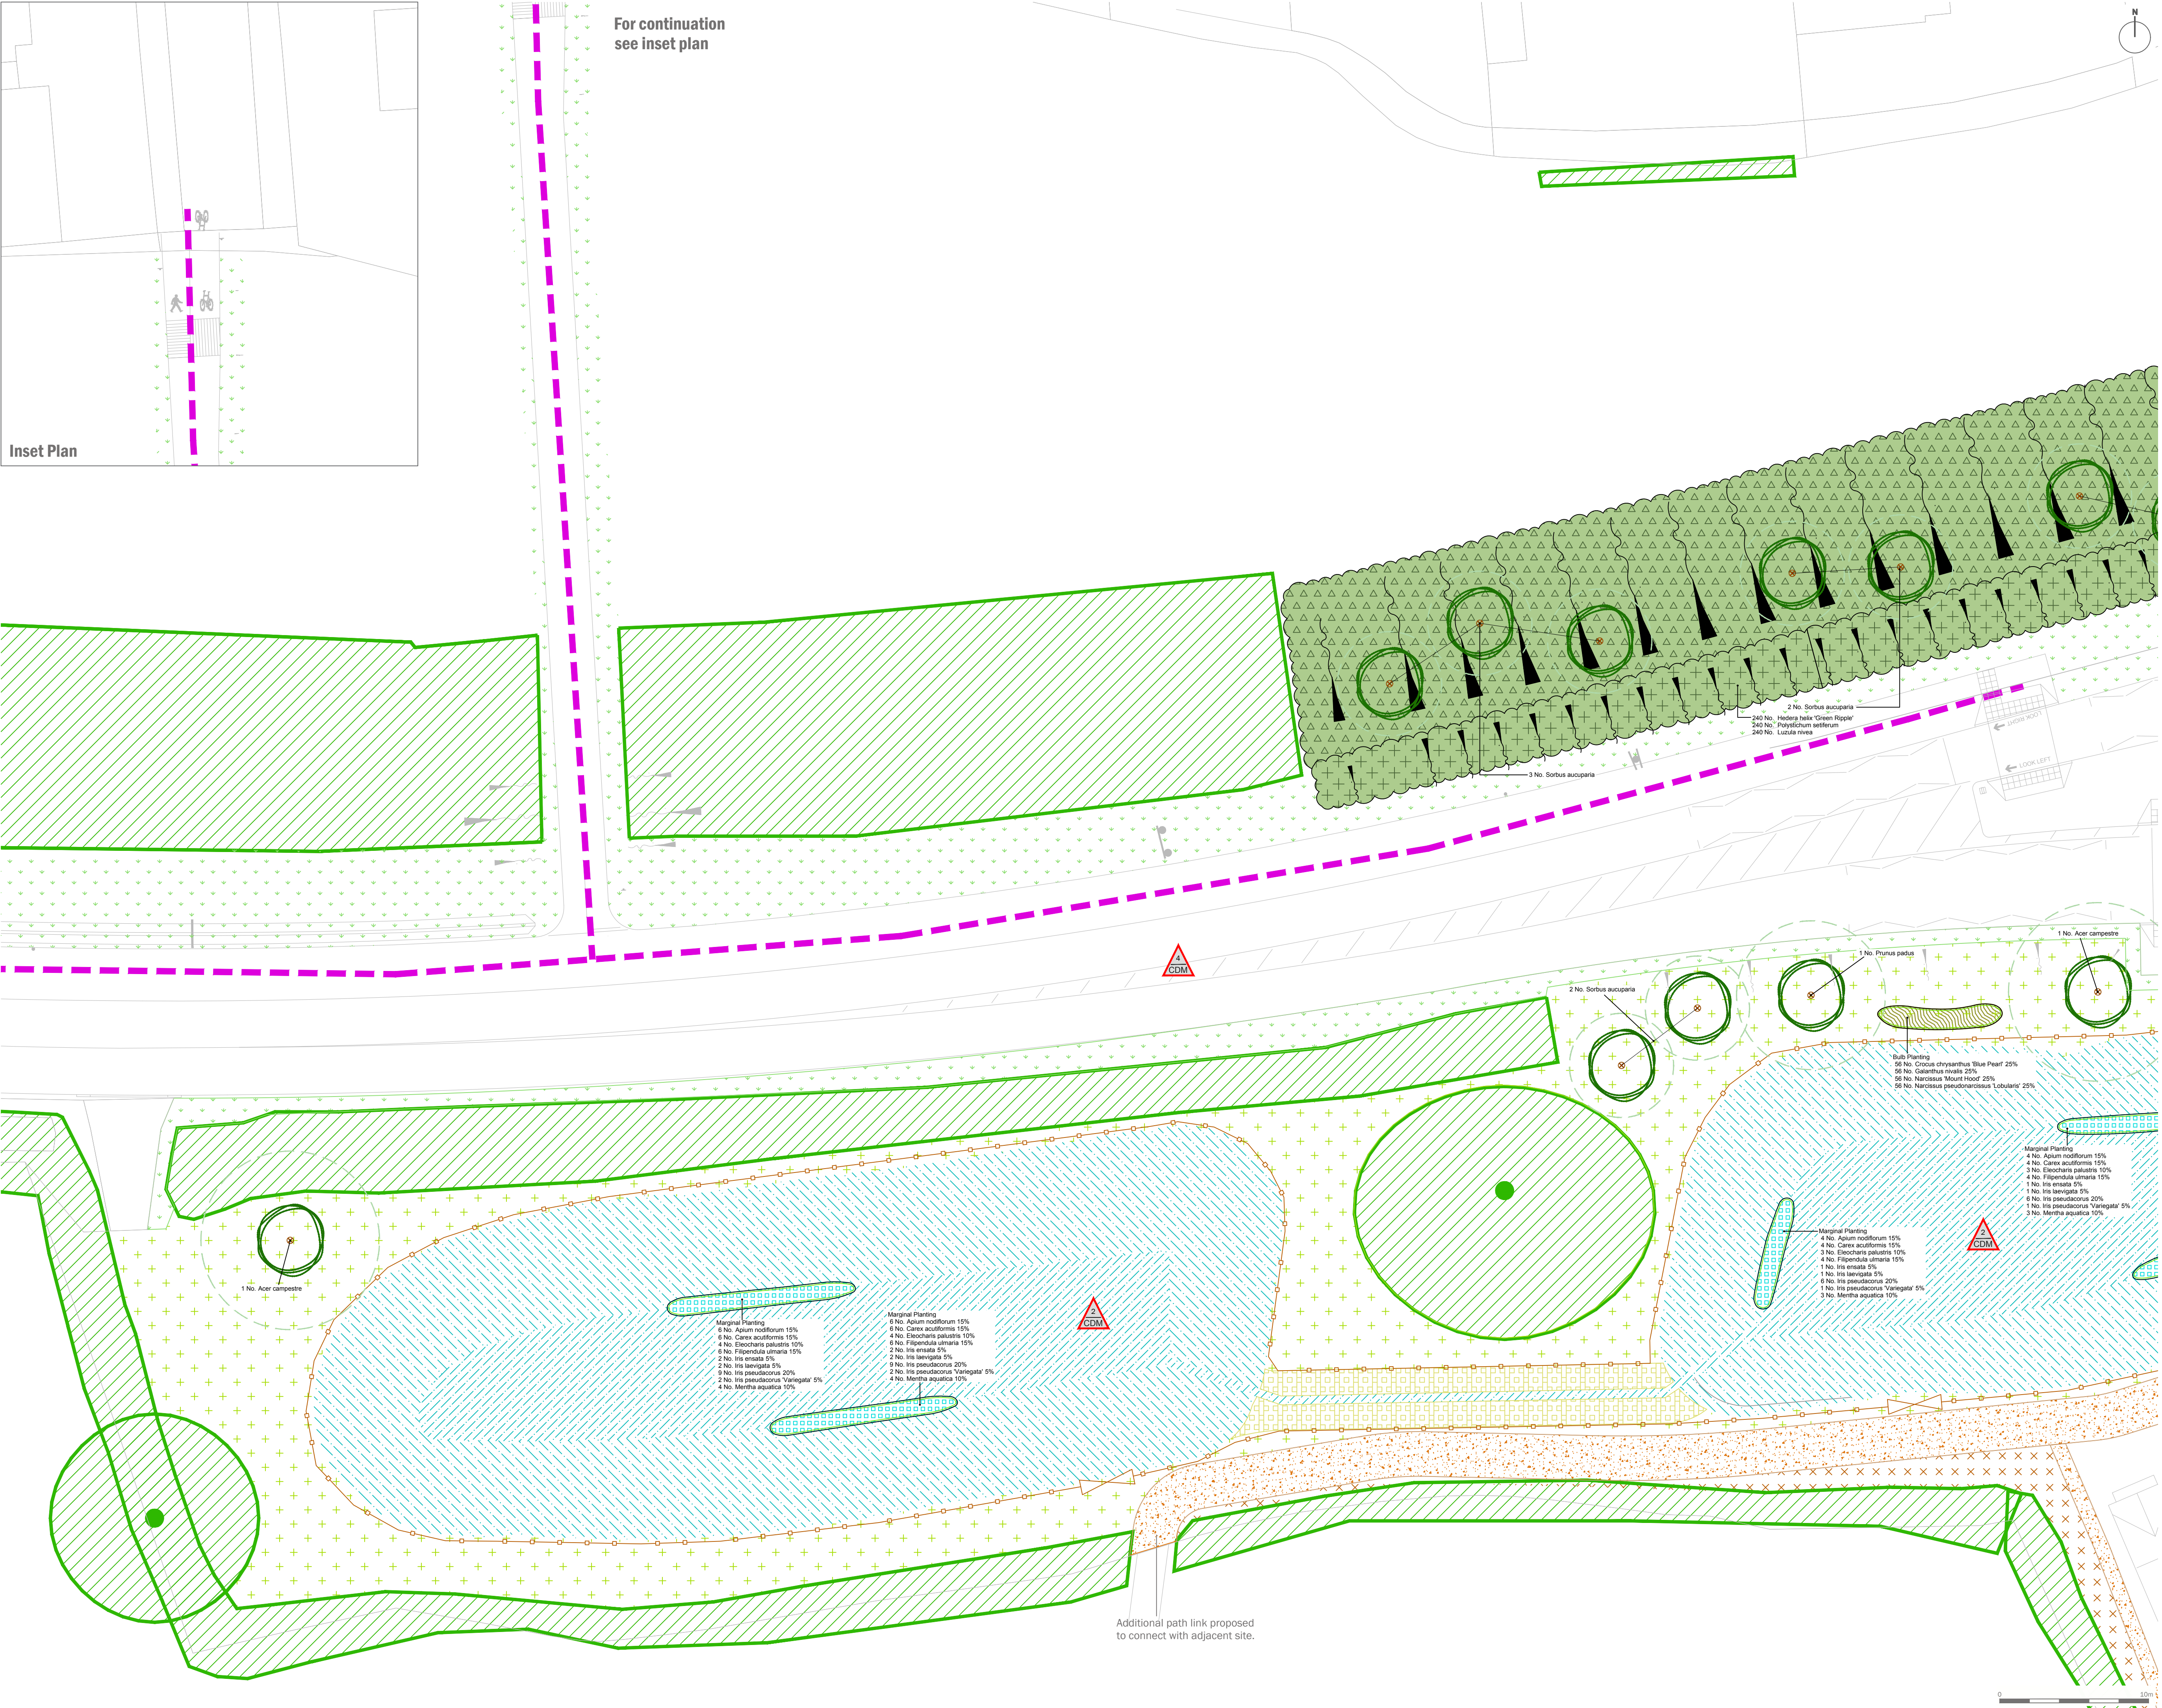 For continuation
see inset plan
N
Inset Plan
2 No. Sorbus aucuparia
240 No. Hedera helix 'Green Ripple'
240 No. Polystichum setiferum
240 No. Luzula nivea
LOOK RIGHT
LOOK LEFT
3 No. Sorbus aucuparia
4
CDM
1 No. Acer campestre
1 No. Prunus padus
2 No. Sorbus aucuparia
Bulb Planting
56 No. Crocus chrysanthus 'Blue Pearl' 25%
56 No. Galanthus nivalis 25%
56 No. Narcissus 'Mount Hood' 25%
56 No. Narcissus pseudonarcissus 'Lobularis' 25%
Marginal Planting
4 No. Apium nodiflorum 15%
4 No. Carex acutiformis 15%
3 No. Eleocharis palustris 10%
4 No. Filipendula ulmaria 15%
1 No. Iris ensata 5%
1 No. Iris laevigata 5%
6 No. Iris pseudacorus 20%
1 No. Iris pseudacorus 'Variegata' 5%
3 No. Mentha aquatica 10%
2
CDM
Marginal Planting
4 No. Apium nodiflorum 15%
4 No. Carex acutiformis 15%
3 No. Eleocharis palustris 10%
4 No. Filipendula ulmaria 15%
1 No. Iris ensata 5%
1 No. Iris laevigata 5%
6 No. Iris pseudacorus 20%
1 No. Iris pseudacorus 'Variegata' 5%
3 No. Mentha aquatica 10%
1 No. Acer campestre
2
CDM
Marginal Planting
6 No. Apium nodiflorum 15%
6 No. Carex acutiformis 15%
4 No. Eleocharis palustris 10%
6 No. Filipendula ulmaria 15%
2 No. Iris ensata 5%
2 No. Iris laevigata 5%
9 No. Iris pseudacorus 20%
2 No. Iris pseudacorus 'Variegata' 5%
4 No. Mentha aquatica 10%
Marginal Planting
6 No. Apium nodiflorum 15%
6 No. Carex acutiformis 15%
4 No. Eleocharis palustris 10%
6 No. Filipendula ulmaria 15%
2 No. Iris ensata 5%
2 No. Iris laevigata 5%
9 No. Iris pseudacorus 20%
2 No. Iris pseudacorus 'Variegata' 5%
4 No. Mentha aquatica 10%
Additional path link proposed
to connect with adjacent site.
0 10m